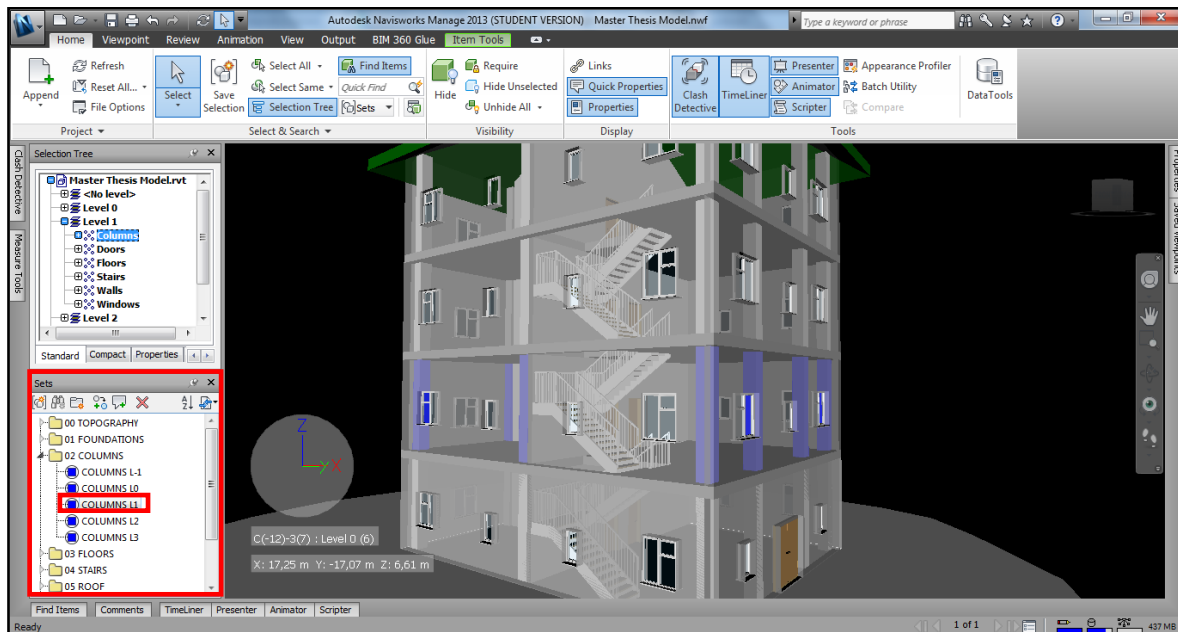 Autodesk Navisworks Manage 2013 (STUDENT VERSION) Master Thesis Model.nwf
Type a keyword or phrase
Home Viewpoint Review Animation View Output BIM 360 Glue Item Tools
Append
Refresh
Reset All...
File Options
Project
Select
Save Selection
Select All
Select Same
Selection Tree
Find Items
Quick Find
Sets
Select & Search
Hide
Require
Hide Unselected
Unhide All
Visibility
Links
Quick Properties
Properties
Display
Clash Detective
TimeLiner
Presenter
Animator
Scripter
Appearance Profiler
Batch Utility
Compare
Tools
DataTools
Clash Detective
Measure Tools
Selection Tree
Master Thesis Model.rvt
<No level>
Level 0
Level 1
Columns
Doors
Floors
Stairs
Walls
Windows
Level 2
Standard Compact Properties
Sets
00 TOPOGRAPHY
01 FOUNDATIONS
02 COLUMNS
COLUMNS L-1
COLUMNS L0
COLUMNS L1
COLUMNS L2
COLUMNS L3
03 FLOORS
04 STAIRS
05 ROOF
Z
Y X
C(-12)-3(7) : Level 0 (6)
X: 17,25 m Y: -17,07 m Z: 6,61 m
Properties
Saved Viewpoints
Find Items Comments TimeLiner Presenter Animator Scripter
Ready
1 of 1
437 MB